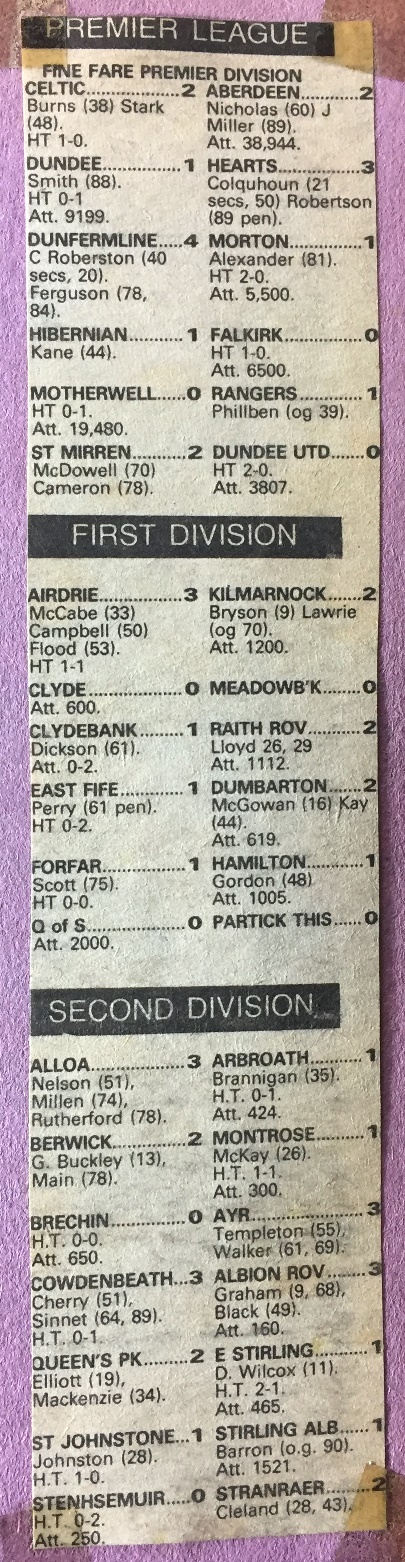 PREMIER LEAGUE
FINE FARE PREMIER DIVISION
CELTIC..................2 ABERDEEN...........2
Burns (38) Stark Nicholas (60) J
(48). Miller (89).
HT 1-0. Att. 38,944.
DUNDEE...............1 HEARTS.................3
Smith (88). Colquhoun (21
HT 0-1 secs, 50) Robertson
Att. 9199. (89 pen).
DUNFERMLINE....4 MORTON...............1
C Roberston (40 Alexander (81).
secs, 20). HT 2-0.
Ferguson (78, Att. 5,500.
84).
HIBERNIAN..........1 FALKIRK................0
Kane (44). HT 1-0.
Att. 6500.
MOTHERWELL.....0 RANGERS..............1
HT 0-1. Phillben (og 39).
Att. 19,480.
ST MIRREN...........2 DUNDEE UTD......0
McDowell (70) HT 2-0.
Cameron (78). Att. 3807.
FIRST DIVISION
AIRDRIE.................3 KILMARNOCK.......2
McCabe (33) Bryson (9) Lawrie
Campbell (50) (og 70).
Flood (53). Att. 1200.
HT 1-1
CLYDE...................0 MEADOWB'K.......0
Att. 600.
CLYDEBANK.........1 RAITH ROV...........2
Dickson (61). Lloyd 26, 29
Att. 0-2. Att. 1112.
EAST FIFE............1 DUMBARTON......2
Perry (61 pen). McGowan (16) Kay
HT 0-2. (44).
Att. 619.
FORFAR.................1 HAMILTON............1
Scott (75). Gordon (48)
HT 0-0. Att. 1005.
Q of S....................0 PARTICK THIS......0
Att. 2000.
SECOND DIVISION
ALLOA...................3 ARBROATH...........1
Nelson (51), Brannigan (35).
Millen (74), H.T. 0-1.
Rutherford (78). Att. 424.
BERWICK..............2 MONTROSE..........1
G. Buckley (13), McKay (26).
Main (78). H.T. 1-1.
Att. 300.
BRECHIN..............0 AYR.......................3
H.T. 0-0. Templeton (55),
Att. 650. Walker (61, 69).
COWDENBEATH...3 ALBION ROV........3
Cherry (51), Graham (9, 68),
Sinnet (64, 89). Black (49).
H.T. 0-1. Att. 160.
QUEEN'S PK.........2 E STIRLING...........1
Elliott (19), D. Wilcox (11).
Mackenzie (34). H.T. 2-1.
Att. 465.
ST JOHNSTONE...1 STIRLING ALB.......1
Johnston (28). Barron (o.g. 90).
H.T. 1-0. Att. 1521.
STENHSEMUIR.....0 STRANRAER..........2
H.T. 0-2. Cleland (28, 43).
Att. 250.